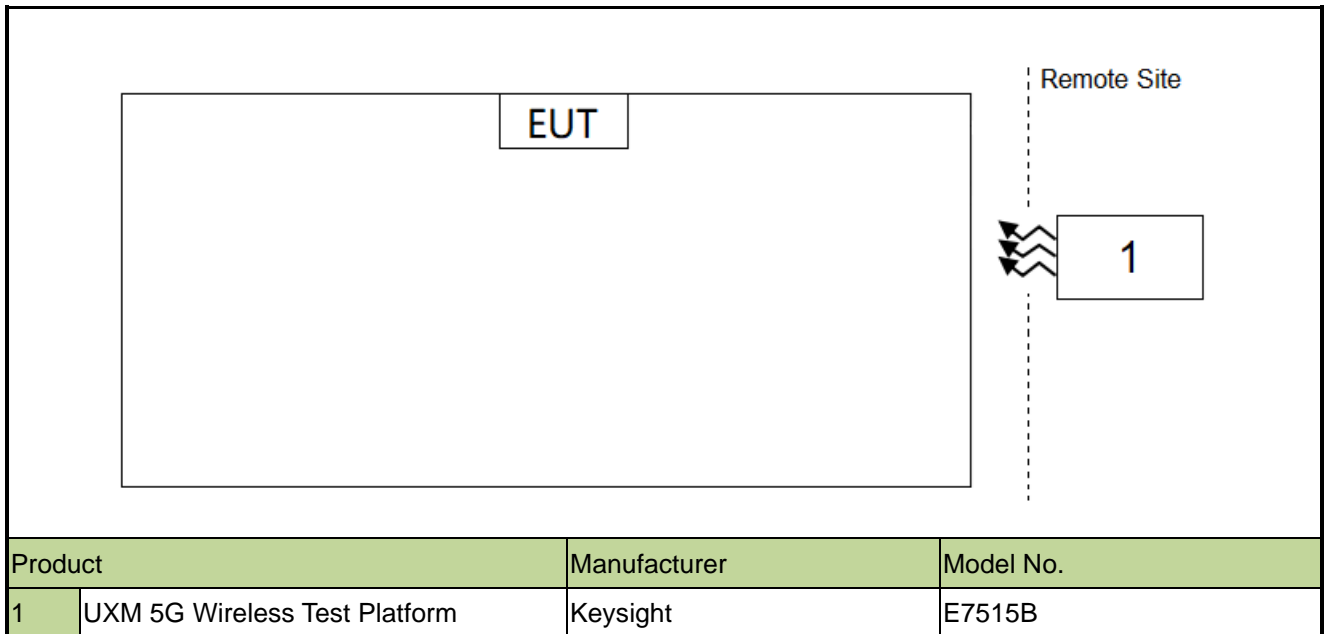 Remote Site
EUT
1
Product Manufacturer Model No.
1 UXM 5G Wireless Test Platform Keysight E7515B